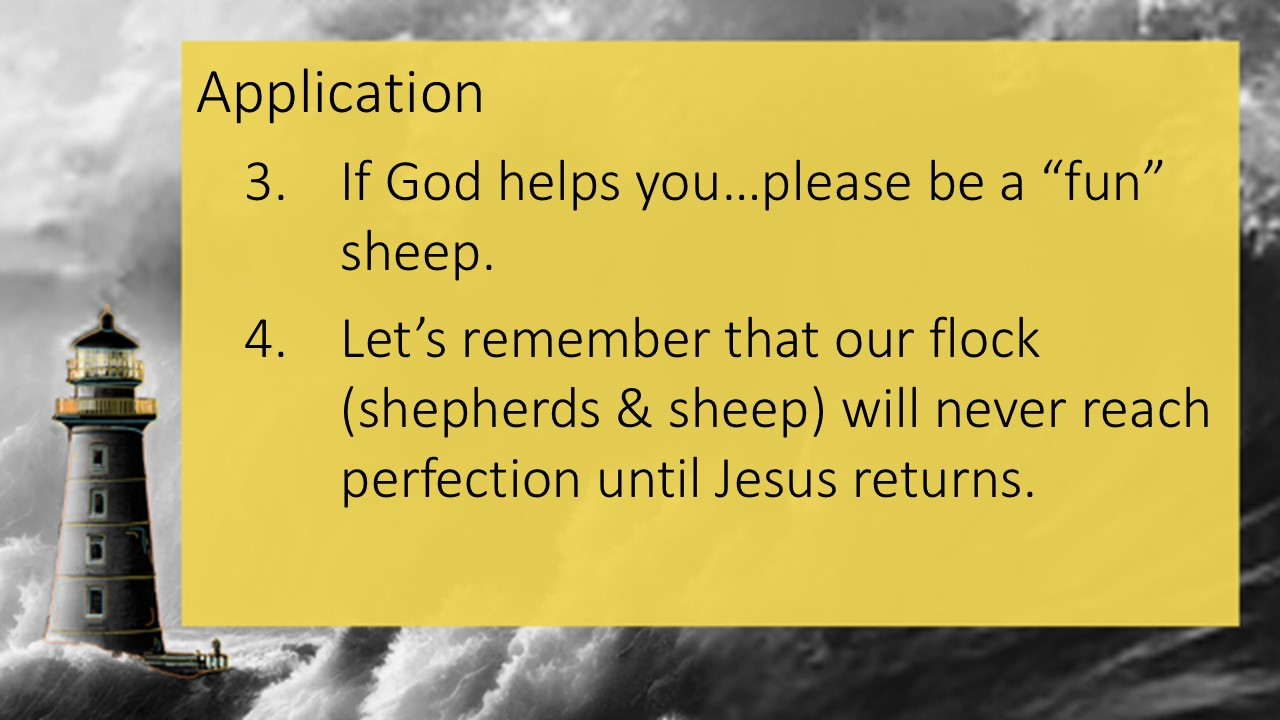 Application
3. If God helps you…please be a “fun”
sheep.
4. Let’s remember that our flock
(shepherds & sheep) will never reach
perfection until Jesus returns.